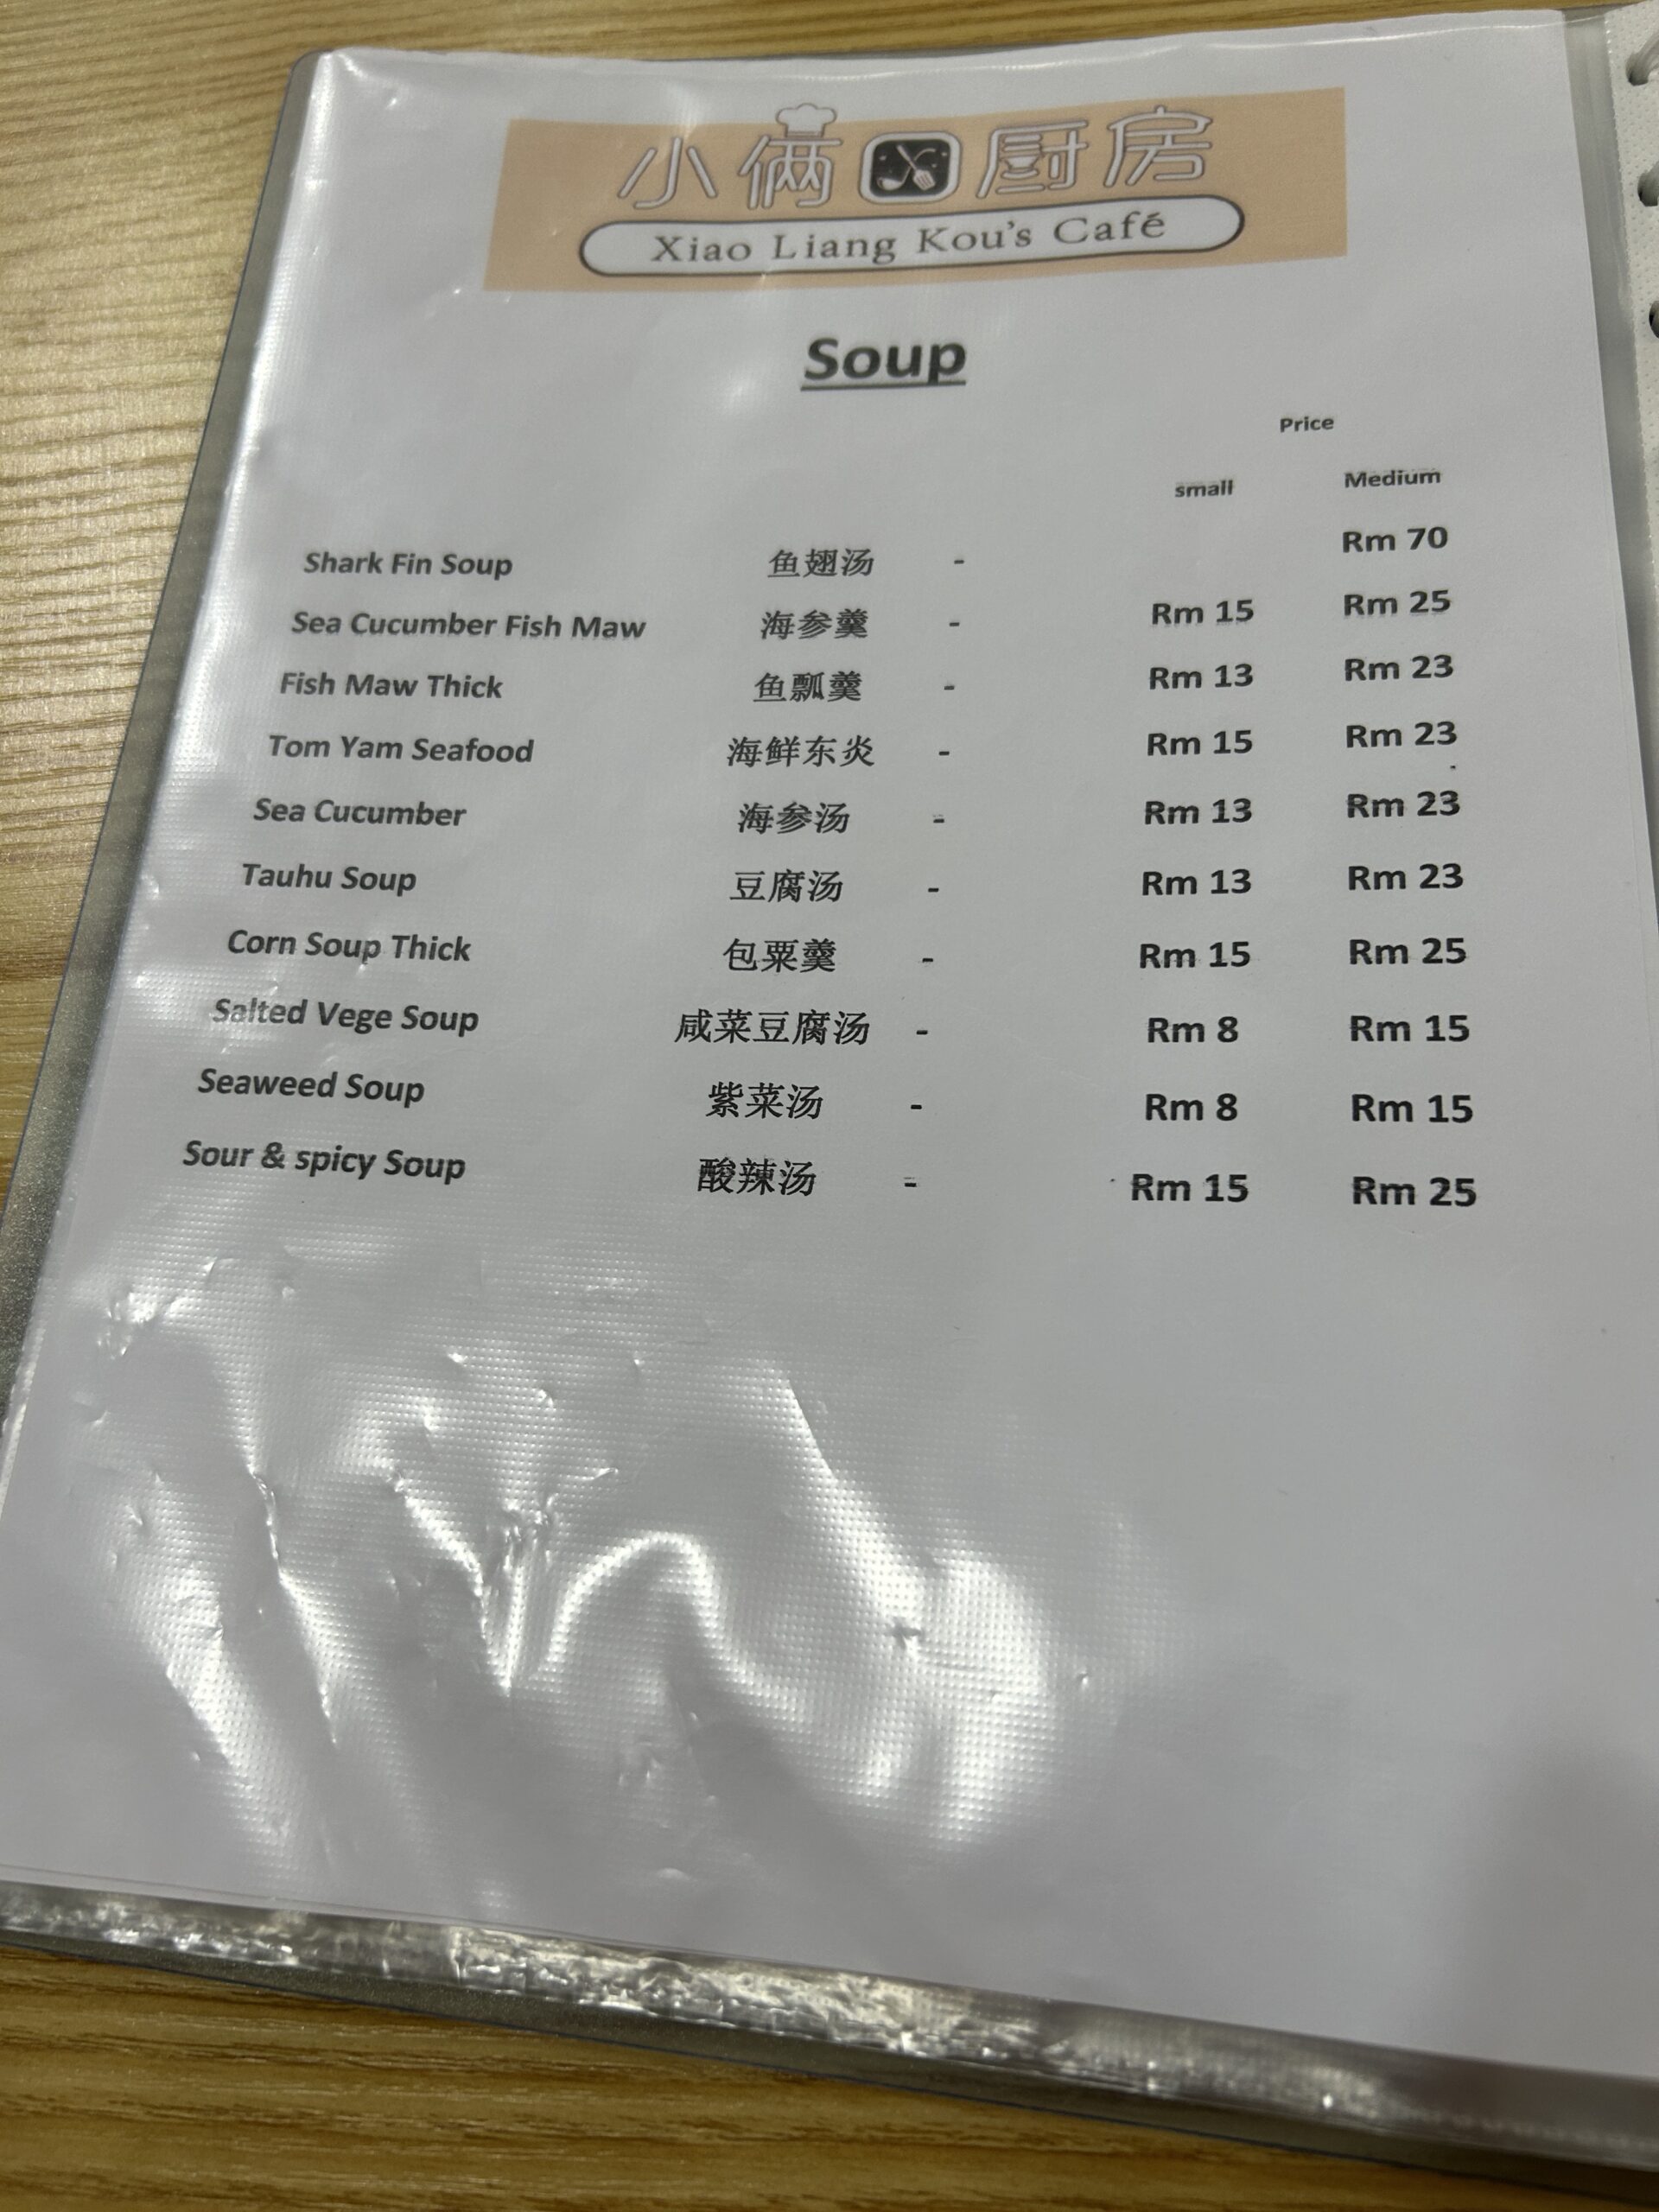 小俩口厨房
Xiao Liang Kou's Café
Soup
Price
small Medium
Shark Fin Soup 鱼翅汤 - Rm 70
Sea Cucumber Fish Maw 海参羹 - Rm 15 Rm 25
Fish Maw Thick 鱼瓢羹 - Rm 13 Rm 23
Tom Yam Seafood 海鲜东炎 - Rm 15 Rm 23
Sea Cucumber 海参汤 - Rm 13 Rm 23
Tauhu Soup 豆腐汤 - Rm 13 Rm 23
Corn Soup Thick 包粟羹 - Rm 15 Rm 25
Salted Vege Soup 咸菜豆腐汤 - Rm 8 Rm 15
Seaweed Soup 紫菜汤 - Rm 8 Rm 15
Sour & spicy Soup 酸辣汤 - Rm 15 Rm 25